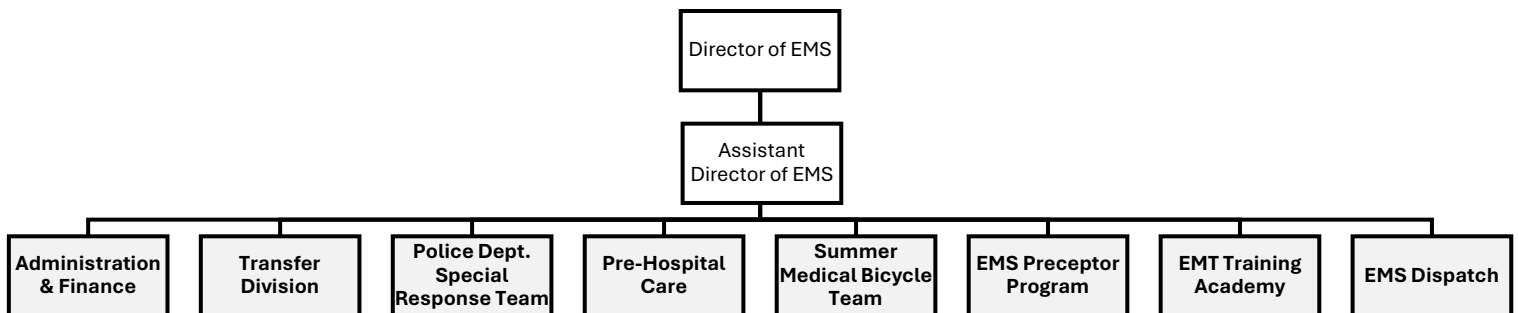 Director of EMS
Assistant
Director of EMS
Administration
& Finance
Transfer
Division
Police Dept.
Special
Response Team
Pre-Hospital
Care
Summer
Medical Bicycle
Team
EMS Preceptor
Program
EMT Training
Academy
EMS Dispatch